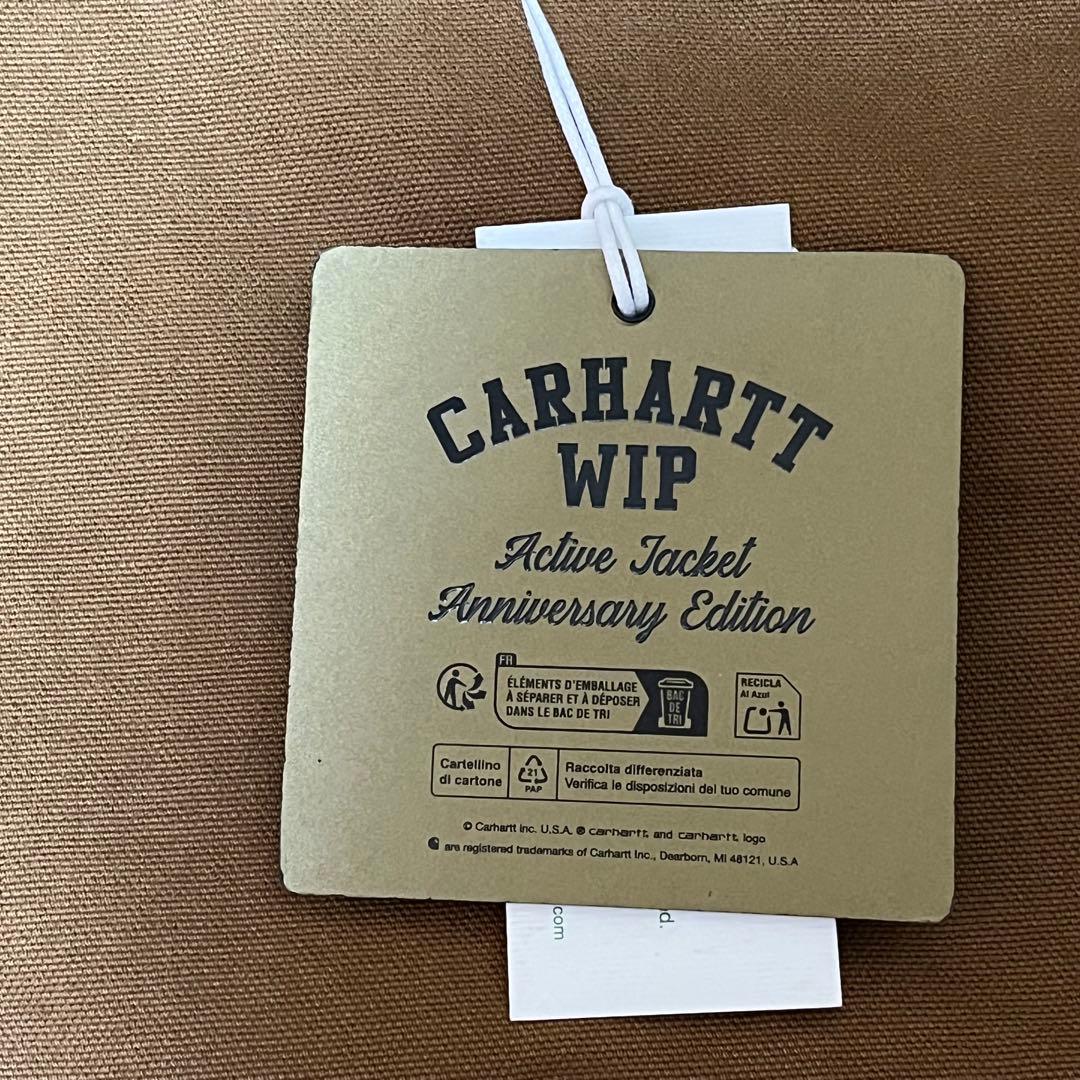 CARHARTT
WIP
Active Jacket
Anniversary Edition
FR
ÉLÉMENTS D'EMBALLAGE
À SÉPARER ET À DÉPOSER
DANS LE BAC DE TRI
BAC
DE
TRI
RECICLA
Al Azul
Cartellino
di cartone
21
PAP
Raccolta differenziata
Verifica le disposizioni del tuo comune
© Carhartt Inc. U.S.A. ® carhartt, and carhartt, logo
are registered trademarks of Carhartt Inc., Dearborn, MI 48121, U.S.A
.com
d.